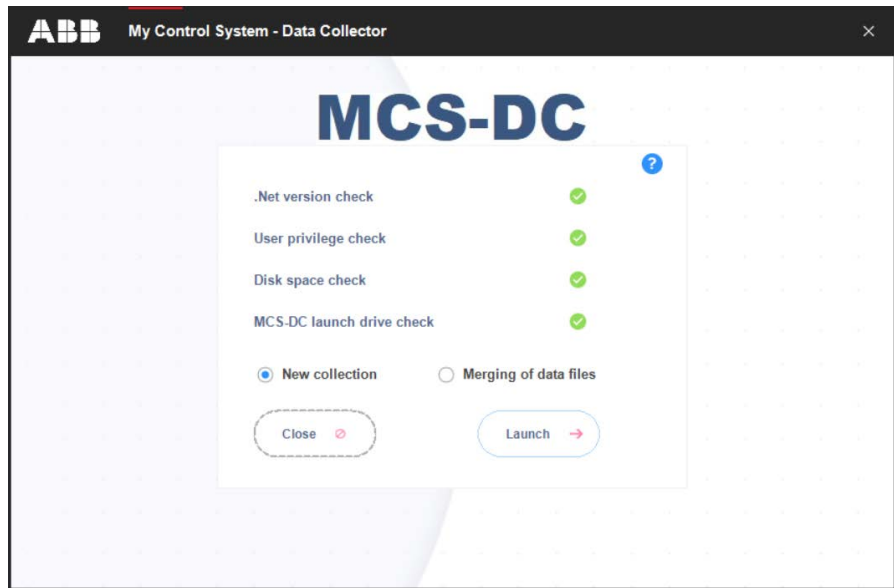 ABB My Control System - Data Collector
MCS-DC
?
.Net version check
User privilege check
Disk space check
MCS-DC launch drive check
New collection Merging of data files
Close Launch